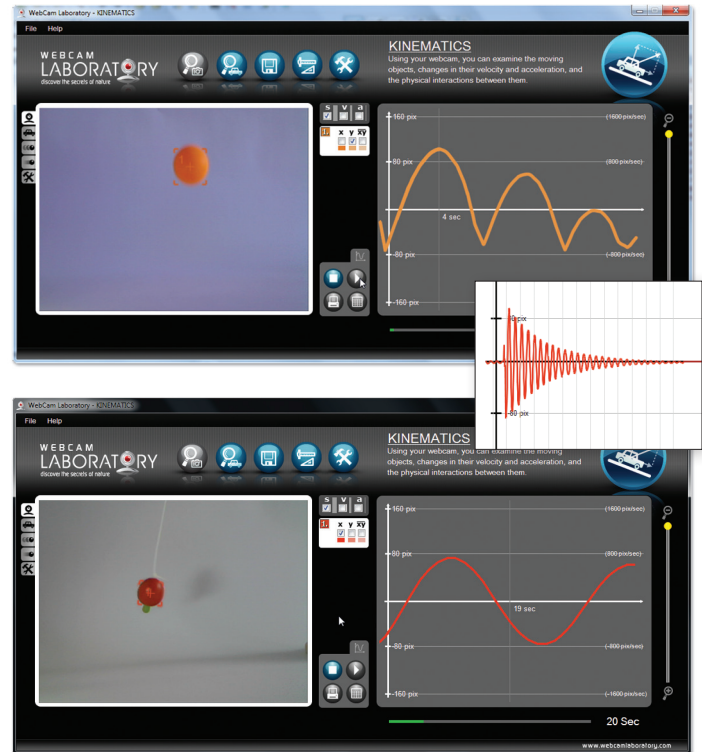 WebCam Laboratory - KINEMATICS
File Help
WEBCAM
LABORATORY
discover the secrets of nature
KINEMATICS
Using your webcam, you can examine the moving
objects, changes in their velocity and acceleration, and
the physical interactions between them.
s v a
1. x y xy
160 pix (1600 pix/sec)
80 pix (800 pix/sec)
4 sec
-80 pix (-800 pix/sec)
-160 pix
80 pix
-80 pix
WebCam Laboratory - KINEMATICS
File Help
WEBCAM
LABORATORY
discover the secrets of nature
KINEMATICS
Using your webcam, you can examine the moving
objects, changes in their velocity and acceleration, and
the physical interactions between them.
s v a
1. x y xy
160 pix (1600 pix/sec)
80 pix (800 pix/sec)
19 sec
-80 pix (-800 pix/sec)
-160 pix (-1600 pix/sec)
20 Sec
www.webcamlaboratory.com